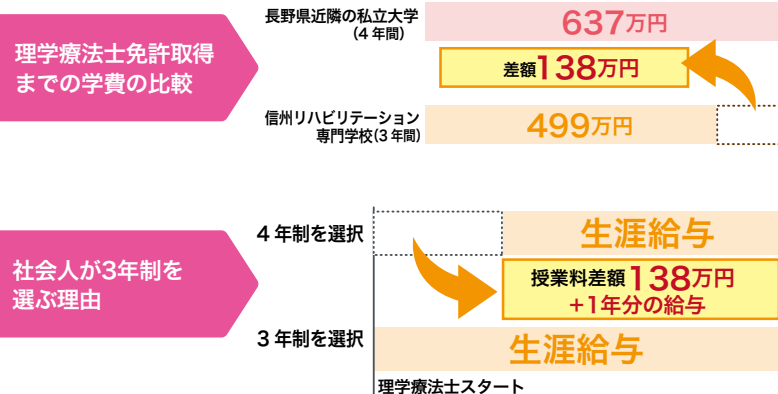 理学療法士免許取得
までの学費の比較
長野県近隣の私立大学
（4年間）
637万円
差額138万円
信州リハビリテーション
専門学校（3年間）
499万円
社会人が3年制を
選ぶ理由
4年制を選択
生涯給与
授業料差額138万円
+1年分の給与
3年制を選択
生涯給与
理学療法士スタート